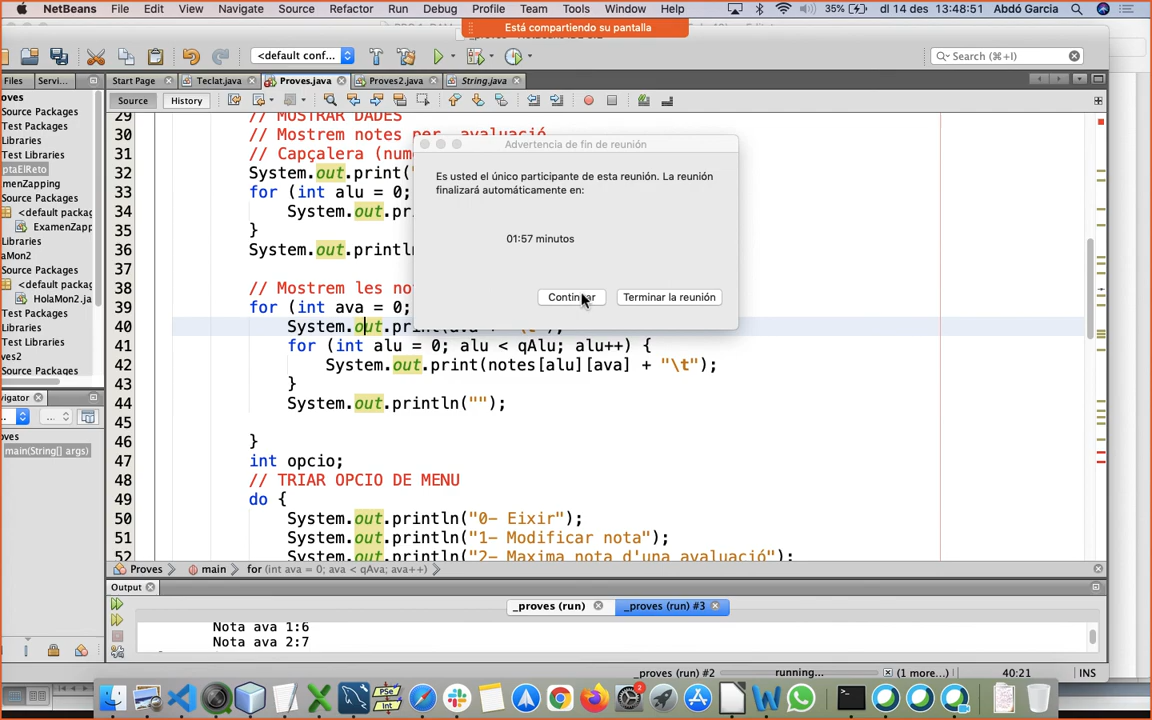 NetBeans File Edit View Navigate Source Refactor Run Debug Profile Team Tools Window Help 35% dl 14 des 13:48:51 Abdó Garcia
Está compartiendo su pantalla
<default conf...
Search (⌘+I)
Files Servi... Start Page Teclat.java Proves.java Proves2.java String.java
Source History
oves
Source Packages
Test Packages
Libraries
Test Libraries
ptaElReto
menZapping
Source Packages
<default packag
ExamenZapp
Libraries
aMon2
Source Packages
<default packag
HolaMon2.ja
Test Packages
Libraries
Test Libraries
ves2
Source Packages
vigator
oves
main(String[] args)
29 // MOSTRAR DADES
30 // Mostrem notes per avaluació
31 // Capçalera (num
32 System.out.print("
33 for (int alu = 0;
34 System.out.pr
35 }
36 System.out.println
37
38 // Mostrem les no
39 for (int ava = 0;
40 System.out.print(ava + "\t");
41 for (int alu = 0; alu < qAlu; alu++) {
42 System.out.print(notes[alu][ava] + "\t");
43 }
44 System.out.println("");
45
46 }
47 int opcio;
48 // TRIAR OPCIO DE MENU
49 do {
50 System.out.println("0- Eixir");
51 System.out.println("1- Modificar nota");
52 System.out.println("2- Maxima nota d'una avaluació");
Advertencia de fin de reunión
Es usted el único participante de esta reunión. La reunión
finalizará automáticamente en:
01:57 minutos
Continuar Terminar la reunión
Proves main for (int ava = 0; ava < qAva; ava++)
Output
_proves (run) _proves (run) #3
Nota ava 1:6
Nota ava 2:7
_proves (run) #2 running... (1 more...) 40:21 INS